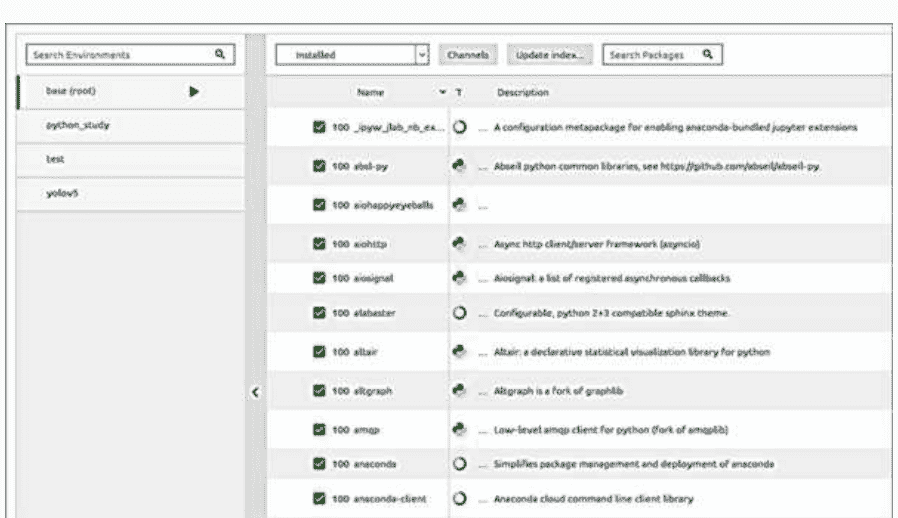 Search Environments
Installed
Channels
Update index...
Search Packages
base (root)
python_study
test
yolov5
Name
T
Description
100 _ipyw_jlab_nb_ex... ... A configuration metapackage for enabling anaconda-bundled jupyter extensions
100 absl-py ... Abseil python common libraries, see https://github.com/abseil/abseil-py.
100 aiohappyeyeballs ...
100 aiohttp ... Async http client/server framework (asyncio)
100 aiosignal ... Aiosignal: a list of registered asynchronous callbacks
100 alabaster ... Configurable, python 2+3 compatible sphinx theme.
100 altair ... Altair: a declarative statistical visualization library for python
100 altgraph ... Altgraph is a fork of graphlib
100 amqp ... Low-level amqp client for python (fork of amqplib)
100 anaconda ... Simplifies package management and deployment of anaconda
100 anaconda-client ... Anaconda cloud command line client library